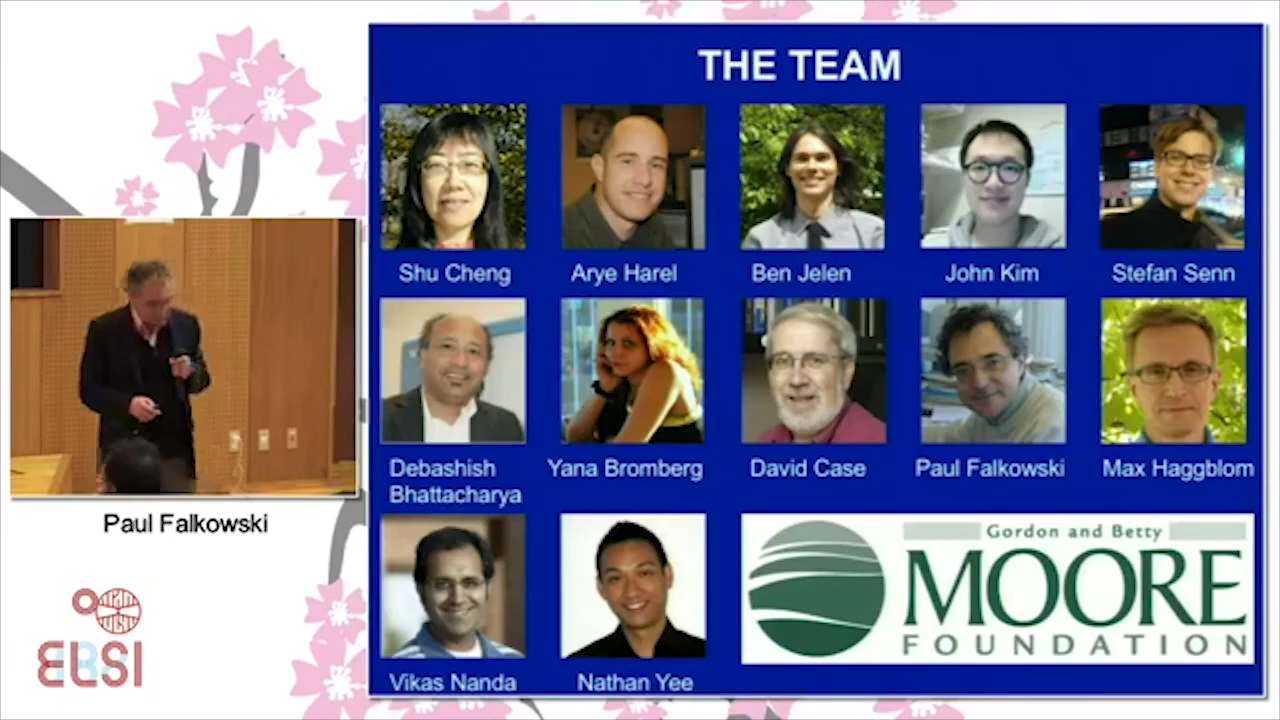 THE TEAM
Shu Cheng
Arye Harel
Ben Jelen
John Kim
Stefan Senn
Debashish
Bhattacharya
Yana Bromberg
David Case
Paul Falkowski
Max Haggblom
Vikas Nanda
Nathan Yee
Gordon and Betty
MOORE
FOUNDATION
Paul Falkowski
ELSI